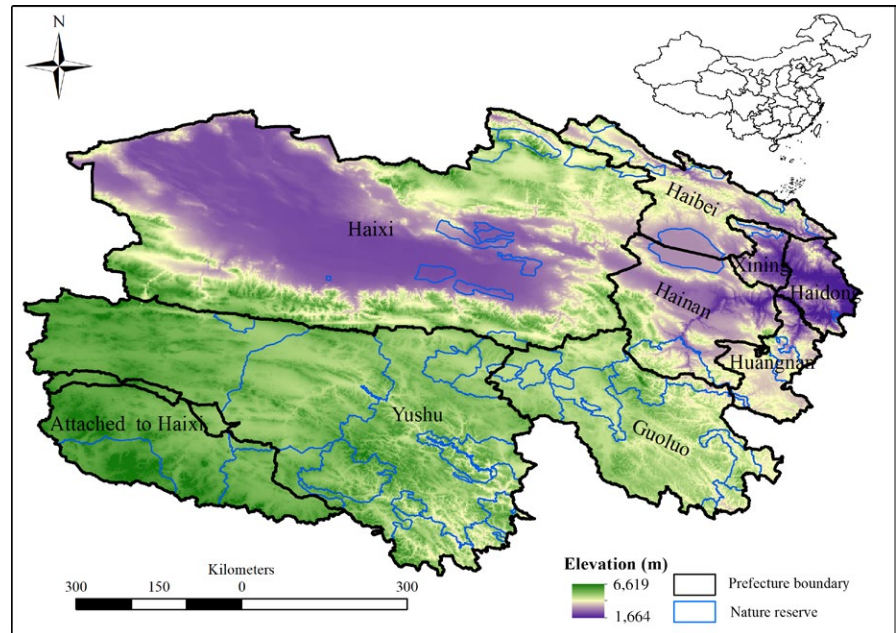 N
Haibei
Haixi
Xining
Haidong
Hainan
Huangnan
Attached to Haixi
Yushu
Guoluo
Kilometers
300 150 0 300
Elevation (m)
6,619
1,664
Prefecture boundary
Nature reserve